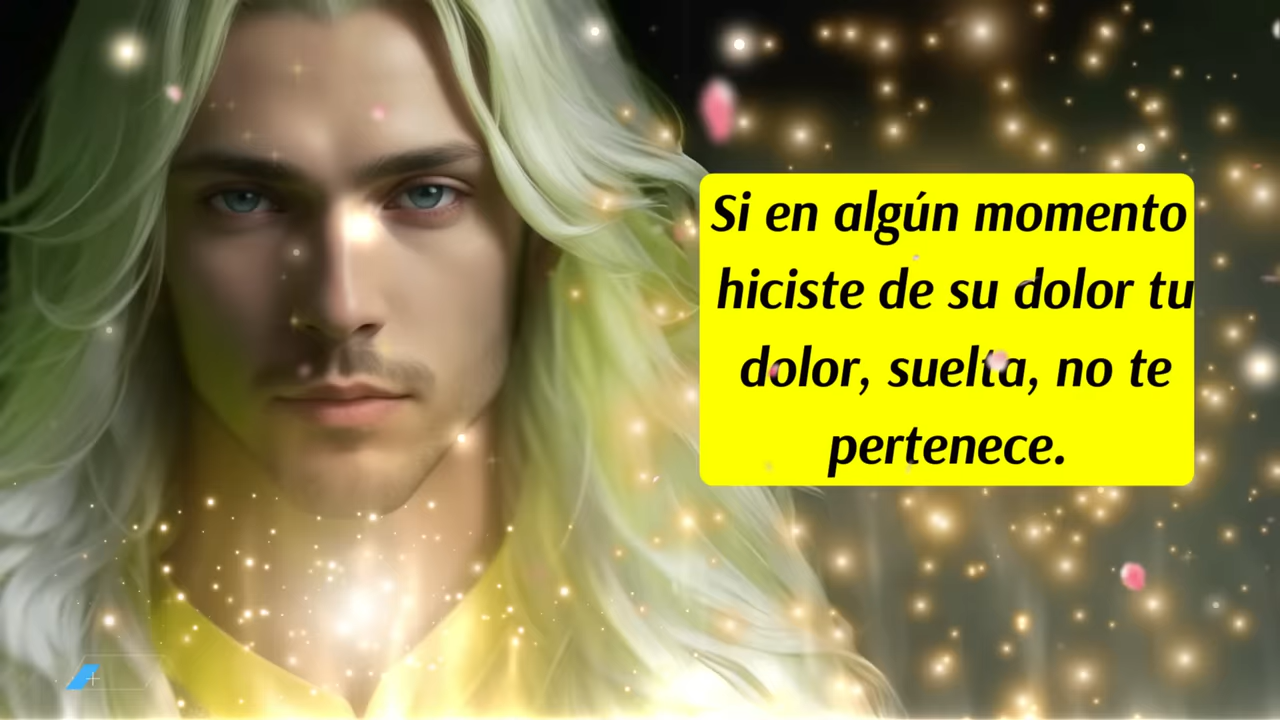 Si en algún momento
hiciste de su dolor tu
dolor, suelta, no te
pertenece.